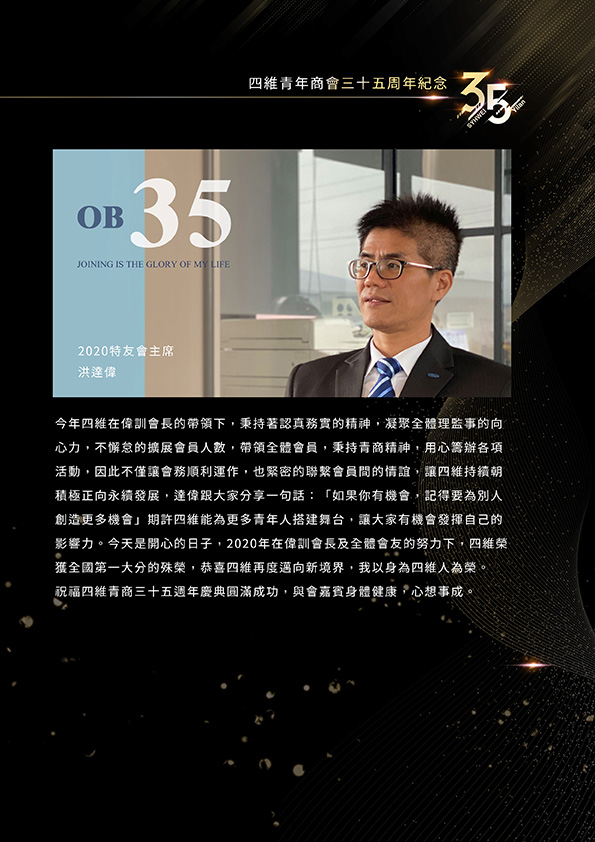 四維青年商會三十五周年紀念
35
SYHWEI
Yilan
OB 35
JOINING IS THE GLORY OF MY LIFE
2020特友會主席
洪達偉
今年四維在偉訓會長的帶領下，秉持著認真務實的精神，凝聚全體理監事的向
心力，不懈怠的擴展會員人數，帶領全體會員，秉持青商精神，用心籌辦各項
活動，因此不僅讓會務順利運作，也緊密的聯繫會員間的情誼，讓四維持續朝
積極正向永續發展，達偉跟大家分享一句話：「如果你有機會，記得要為別人
創造更多機會」期許四維能為更多青年人搭建舞台，讓大家有機會發揮自己的
影響力。今天是開心的日子，2020年在偉訓會長及全體會友的努力下，四維榮
獲全國第一大分的殊榮，恭喜四維再度邁向新境界，我以身為四維人為榮。
祝福四維青商三十五週年慶典圓滿成功，與會嘉賓身體健康，心想事成。